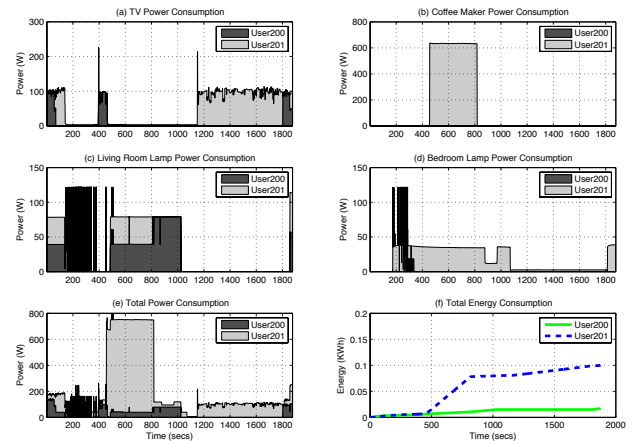 (a) TV Power Consumption
Power (W)
300
200
100
0
User200
User201
200 400 600 800 1000 1200 1400 1600 1800
(b) Coffee Maker Power Consumption
Power (W)
800
600
400
200
0
User200
User201
200 400 600 800 1000 1200 1400 1600 1800
(c) Living Room Lamp Power Consumption
Power (W)
150
100
50
0
User200
User201
200 400 600 800 1000 1200 1400 1600 1800
(d) Bedroom Lamp Power Consumption
Power (W)
150
100
50
0
User200
User201
200 400 600 800 1000 1200 1400 1600 1800
(e) Total Power Consumption
Power (W)
800
600
400
200
0
User200
User201
200 400 600 800 1000 1200 1400 1600 1800
Time (secs)
(f) Total Energy Consumption
Energy (KWh)
0.2
0.15
0.1
0.05
0
User200
User201
0 500 1000 1500 2000
Time (secs)